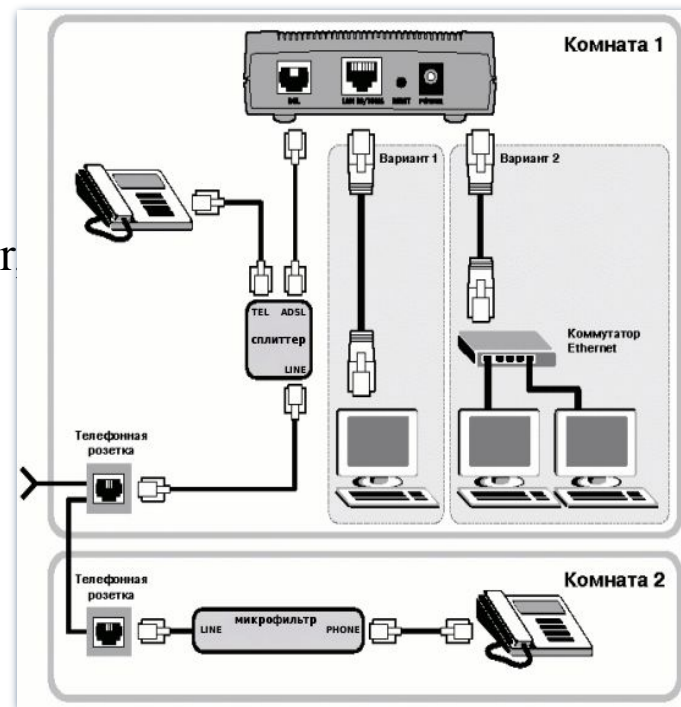 Комната 1
DSL
LAN 10/100M
RESET
POWER
Вариант 1
Вариант 2
r,
TEL ADSL
сплиттер
LINE
Коммутатор
Ethernet
Телефонная
розетка
Комната 2
Телефонная
розетка
микрофильтр
LINE
PHONE